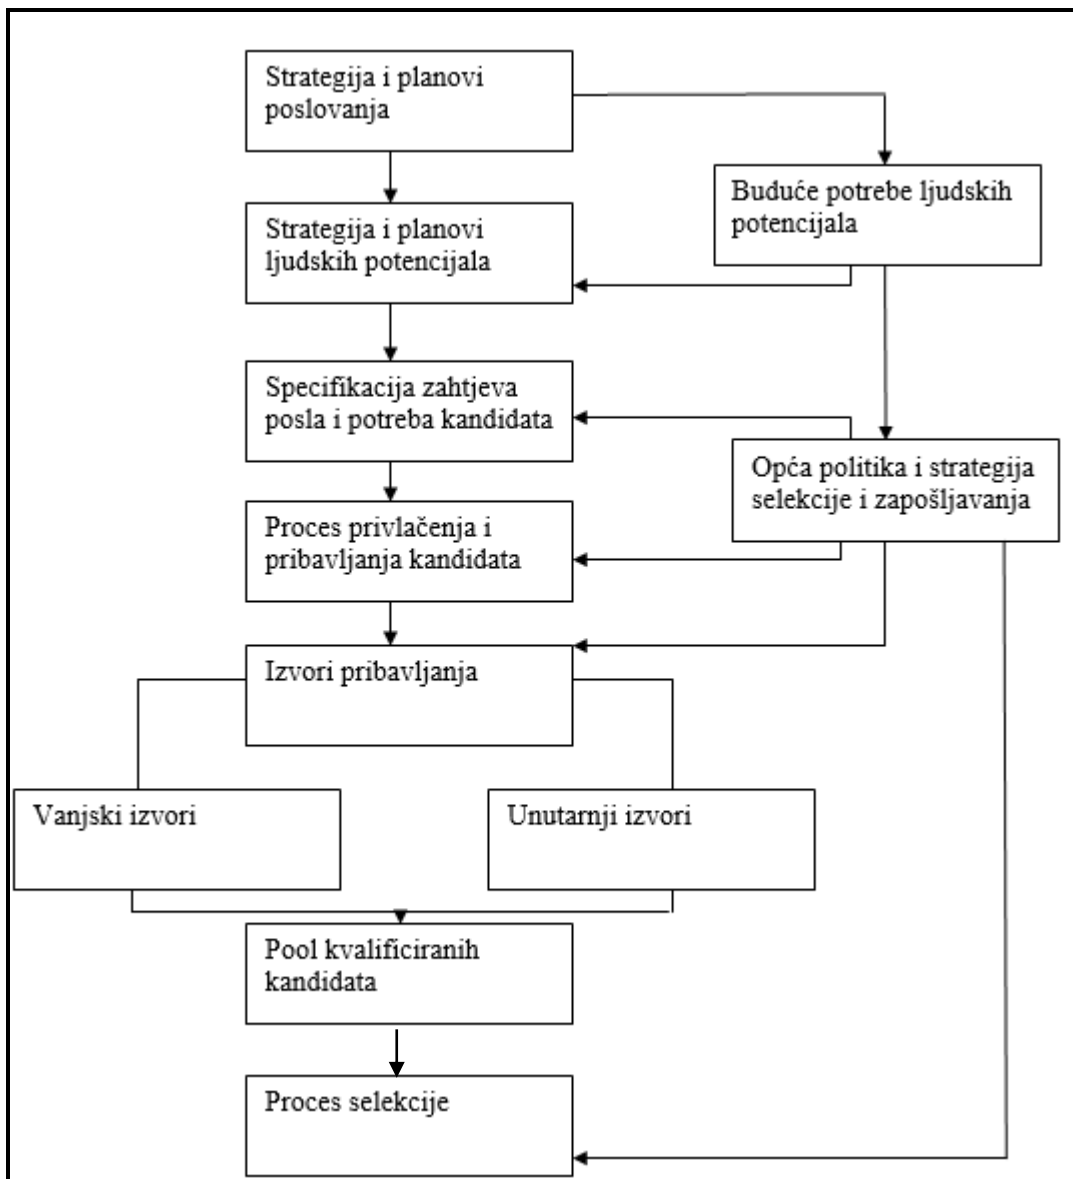 Strategija i planovi
poslovanja
Buduće potrebe ljudskih
potencijala
Strategija i planovi
ljudskih potencijala
Specifikacija zahtjeva
posla i potreba kandidata
Opća politika i strategija
selekcije i zapošljavanja
Proces privlačenja i
pribavljanja kandidata
Izvori pribavljanja
Vanjski izvori
Unutarnji izvori
Pool kvalificiranih
kandidata
Proces selekcije